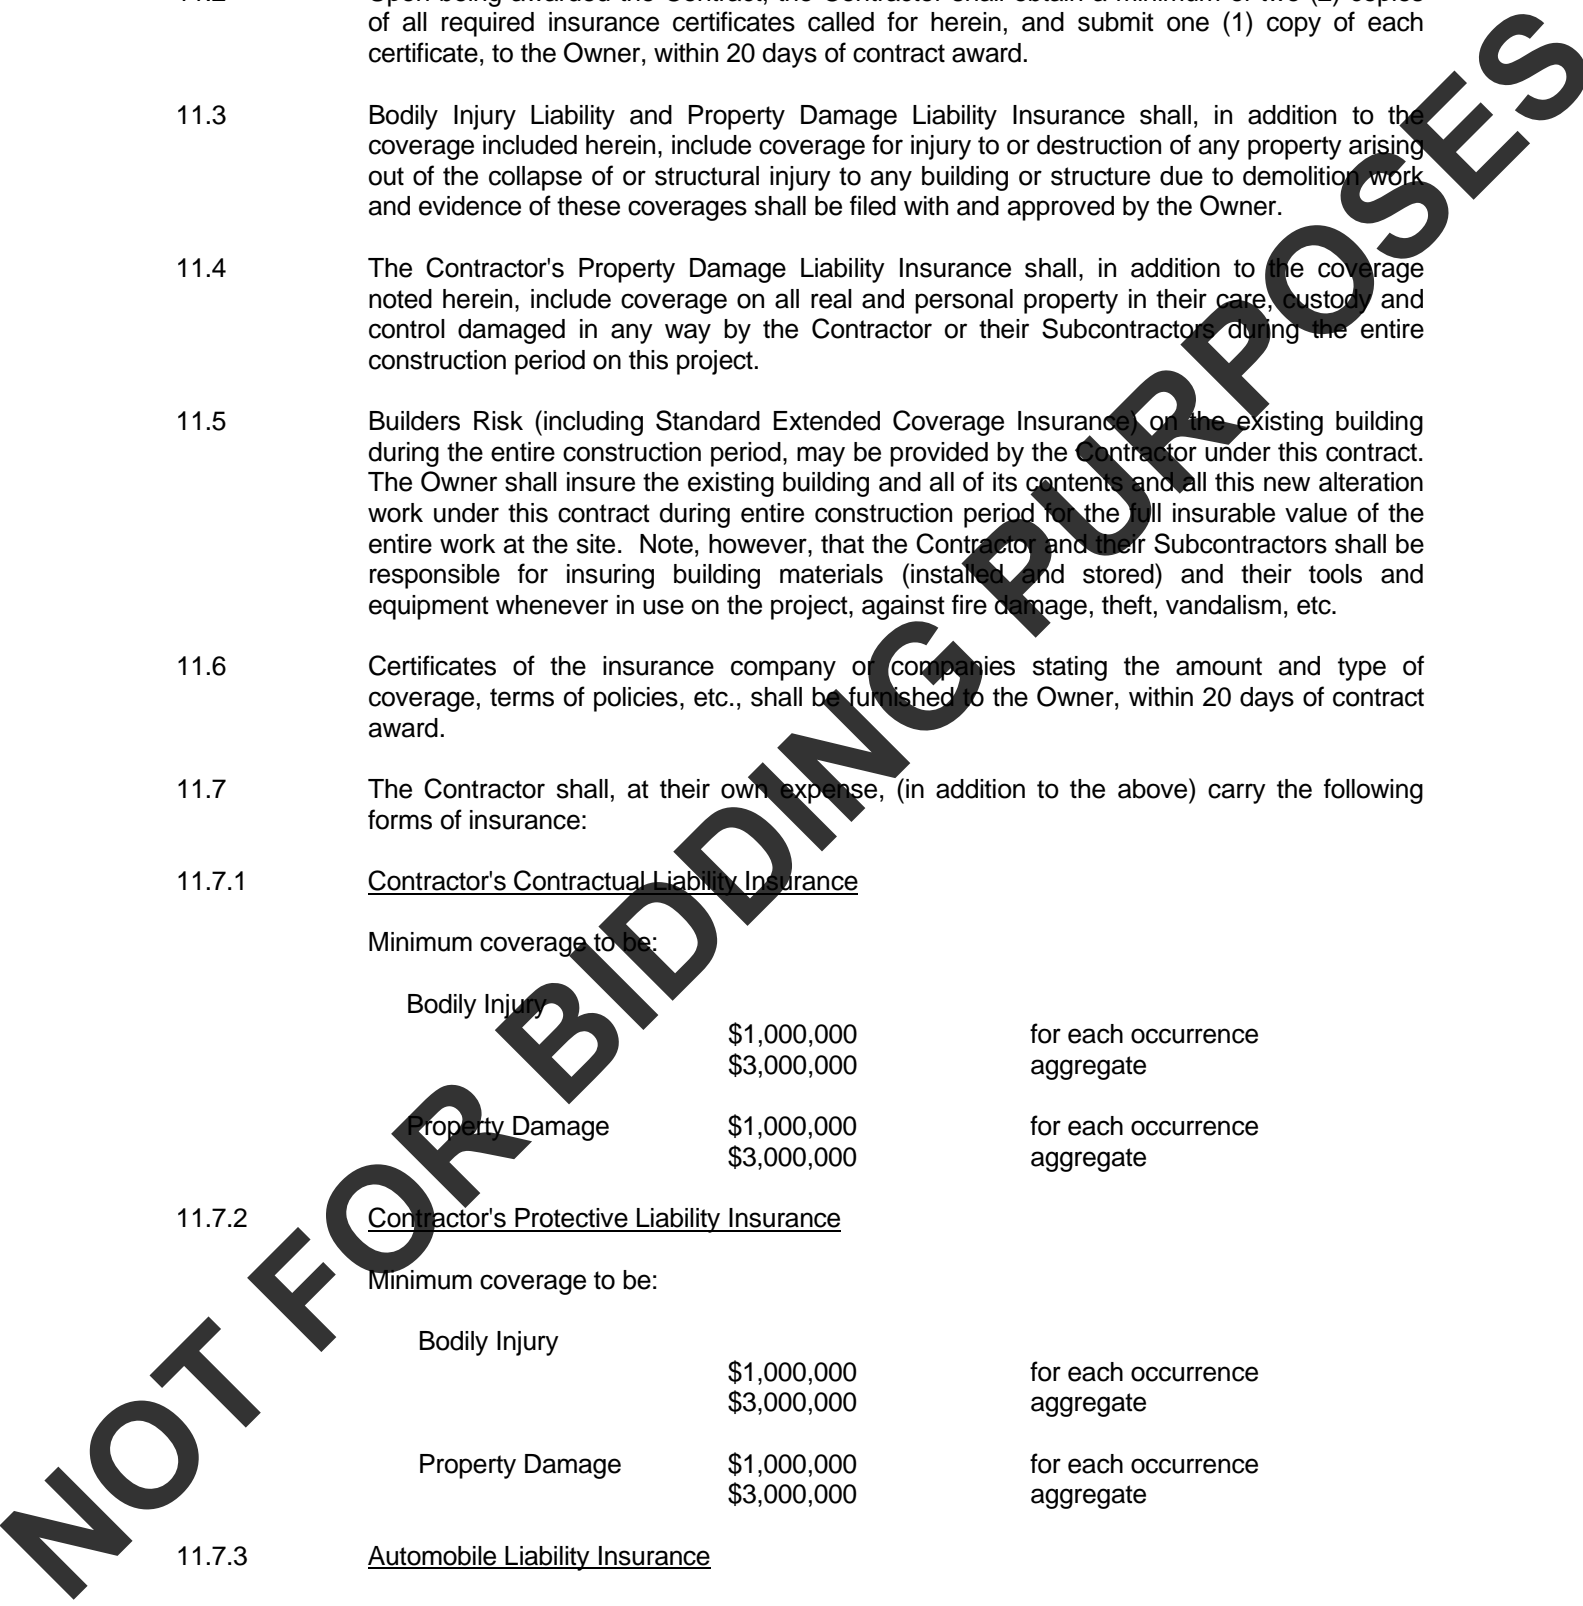 11.2 Upon being awarded the Contract, the Contractor shall obtain a minimum of two (2) copies
of all required insurance certificates called for herein, and submit one (1) copy of each
certificate, to the Owner, within 20 days of contract award.
11.3 Bodily Injury Liability and Property Damage Liability Insurance shall, in addition to the
coverage included herein, include coverage for injury to or destruction of any property arising
out of the collapse of or structural injury to any building or structure due to demolition work
and evidence of these coverages shall be filed with and approved by the Owner.
11.4 The Contractor's Property Damage Liability Insurance shall, in addition to the coverage
noted herein, include coverage on all real and personal property in their care, custody and
control damaged in any way by the Contractor or their Subcontractors during the entire
construction period on this project.
11.5 Builders Risk (including Standard Extended Coverage Insurance) on the existing building
during the entire construction period, may be provided by the Contractor under this contract.
The Owner shall insure the existing building and all of its contents and all this new alteration
work under this contract during entire construction period for the full insurable value of the
entire work at the site. Note, however, that the Contractor and their Subcontractors shall be
responsible for insuring building materials (installed and stored) and their tools and
equipment whenever in use on the project, against fire damage, theft, vandalism, etc.
11.6 Certificates of the insurance company or companies stating the amount and type of
coverage, terms of policies, etc., shall be furnished to the Owner, within 20 days of contract
award.
11.7 The Contractor shall, at their own expense, (in addition to the above) carry the following
forms of insurance:
11.7.1 Contractor's Contractual Liability Insurance
Minimum coverage to be:
Bodily Injury
$1,000,000 for each occurrence
$3,000,000 aggregate
Property Damage $1,000,000 for each occurrence
$3,000,000 aggregate
11.7.2 Contractor's Protective Liability Insurance
Minimum coverage to be:
Bodily Injury
$1,000,000 for each occurrence
$3,000,000 aggregate
Property Damage $1,000,000 for each occurrence
$3,000,000 aggregate
11.7.3 Automobile Liability Insurance
NOT FOR BIDDING PURPOSES